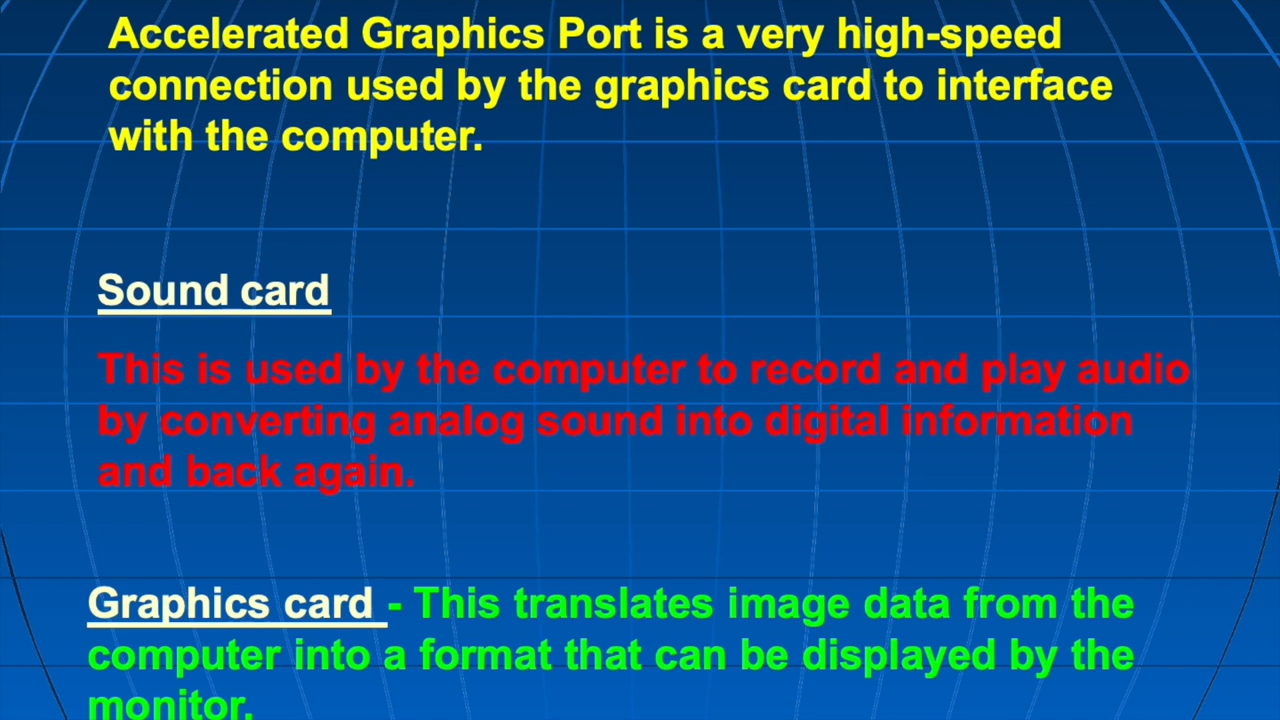 Accelerated Graphics Port is a very high-speed
connection used by the graphics card to interface
with the computer.
Sound card
This is used by the computer to record and play audio
by converting analog sound into digital information
and back again.
Graphics card - This translates image data from the
computer into a format that can be displayed by the
monitor.